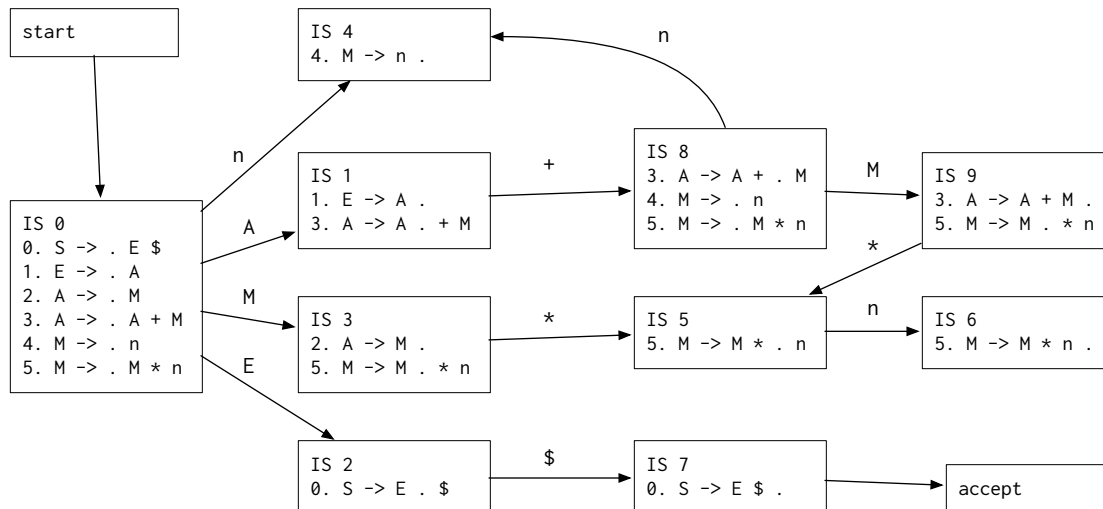 start
IS 4
4. M -> n .
n
n
IS 1
1. E -> A .
3. A -> A . + M
+
IS 8
3. A -> A + . M
4. M -> . n
5. M -> . M * n
M
IS 9
3. A -> A + M .
5. M -> M . * n
IS 0
0. S -> . E $
1. E -> . A
2. A -> . M
3. A -> . A + M
4. M -> . n
5. M -> . M * n
A
M
E
*
IS 3
2. A -> M .
5. M -> M . * n
*
IS 5
5. M -> M * . n
n
IS 6
5. M -> M * n .
IS 2
0. S -> E . $
$
IS 7
0. S -> E $ .
accept